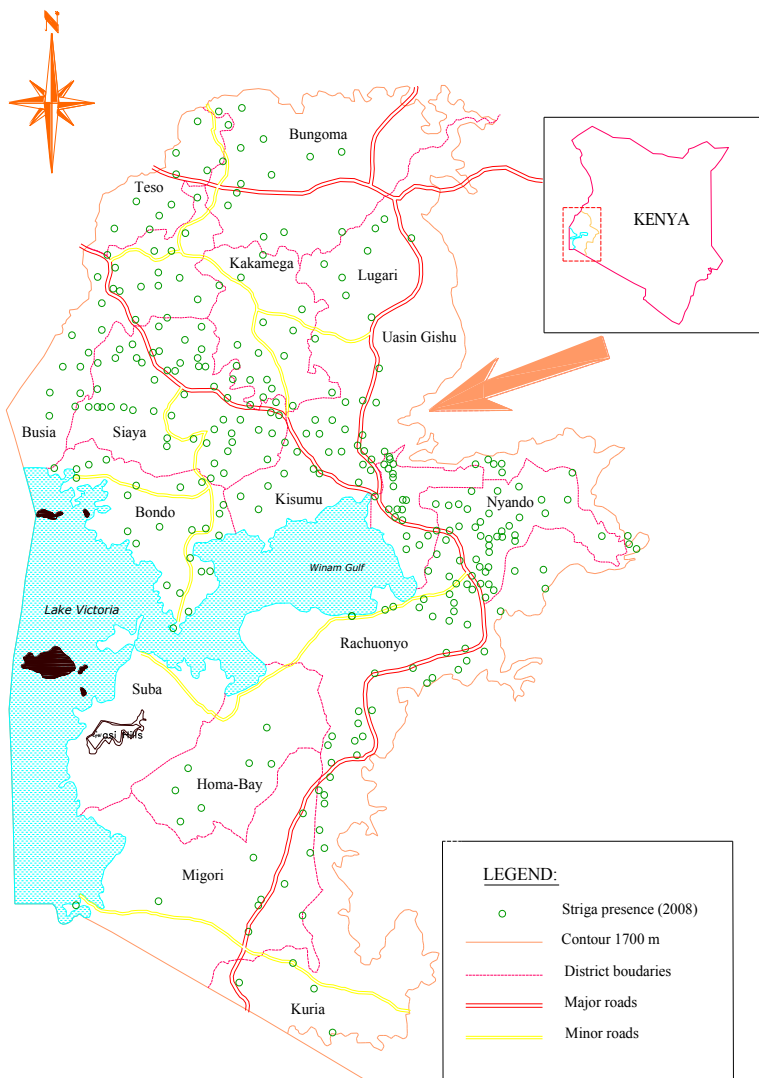 N
Bungoma
Teso
KENYA
Kakamega
Lugari
Uasin Gishu
Busia
Siaya
Nyando
Kisumu
Bondo
Winam Gulf
Lake Victoria
Rachuonyo
Suba
Hills
Homa-Bay
Migori
Kuria
LEGEND:
Striga presence (2008)
Contour 1700 m
District boudaries
Major roads
Minor roads